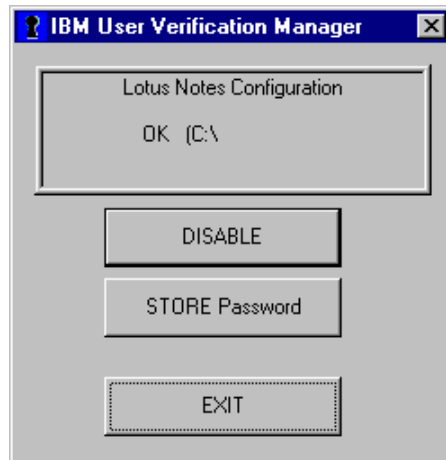 IBM User Verification Manager
Lotus Notes Configuration
OK (C:\
DISABLE
STORE Password
EXIT